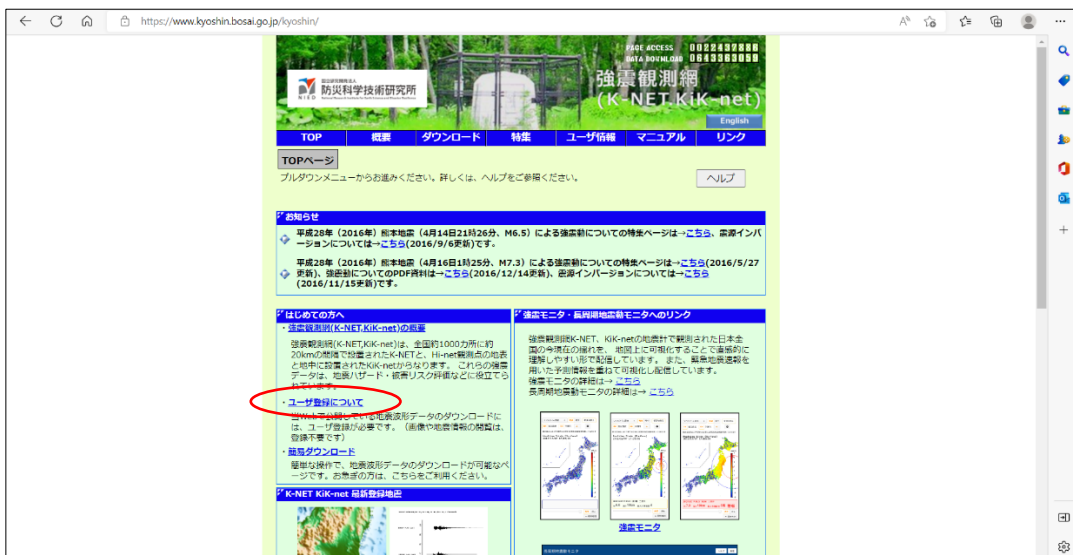 https://www.kyoshin.bosai.go.jp/kyoshin/
PAGE ACCESS
DATA DOWNLOAD
国立研究開発法人
防災科学技術研究所
NIED
強震観測網
(K-NET,KiK-net)
English
TOP 概要 ダウンロード 特集 ユーザ情報 マニュアル リンク
TOPページ
プルダウンメニューからお進みください。詳しくは、ヘルプをご参照ください。
ヘルプ
お知らせ
平成28年（2016年）熊本地震（4月14日21時26分、M6.5）による強震動についての特集ページは→こちら、震源インバ
ージョンについては→こちら(2016/9/6更新)です。
平成28年（2016年）熊本地震（4月16日1時25分、M7.3）による強震動についての特集ページは→こちら(2016/5/27
更新)、強震動についてのPDF資料は→こちら(2016/12/14更新)、震源インバージョンについては→こちら
(2016/11/15更新)です。
はじめての方へ
・強震観測網(K-NET,KiK-net)の概要
強震観測網(K-NET,KiK-net)は、全国約1000カ所に約
20kmの間隔で設置されたK-NETと、Hi-net観測点の地表
と地中に設置されたKiK-netからなります。 これらの強震
データは、地震ハザード・被害リスク評価などに役立てら
れています。
・ユーザ登録について
当Webで公開している地震波形データのダウンロードに
は、ユーザ登録が必要です。（画像や地震情報の閲覧は、
登録不要です）
・簡易ダウンロード
簡単な操作で、地震波形データのダウンロードが可能なペ
ージです。お急ぎの方は、こちらをご利用ください。
K-NET KiK-net 最新登録地震
強震モニタ・長周期地震動モニタへのリンク
強震観測網K-NET、KiK-netの地震計で観測された日本全
国の今現在の揺れを、 地図上に可視化することで直感的に
理解しやすい形で配信しています。 また、緊急地震速報を
用いた予測情報を重ねて可視化し配信しています。
強震モニタの詳細は→ こちら
長周期地震動モニタの詳細は→ こちら
強震モニタ